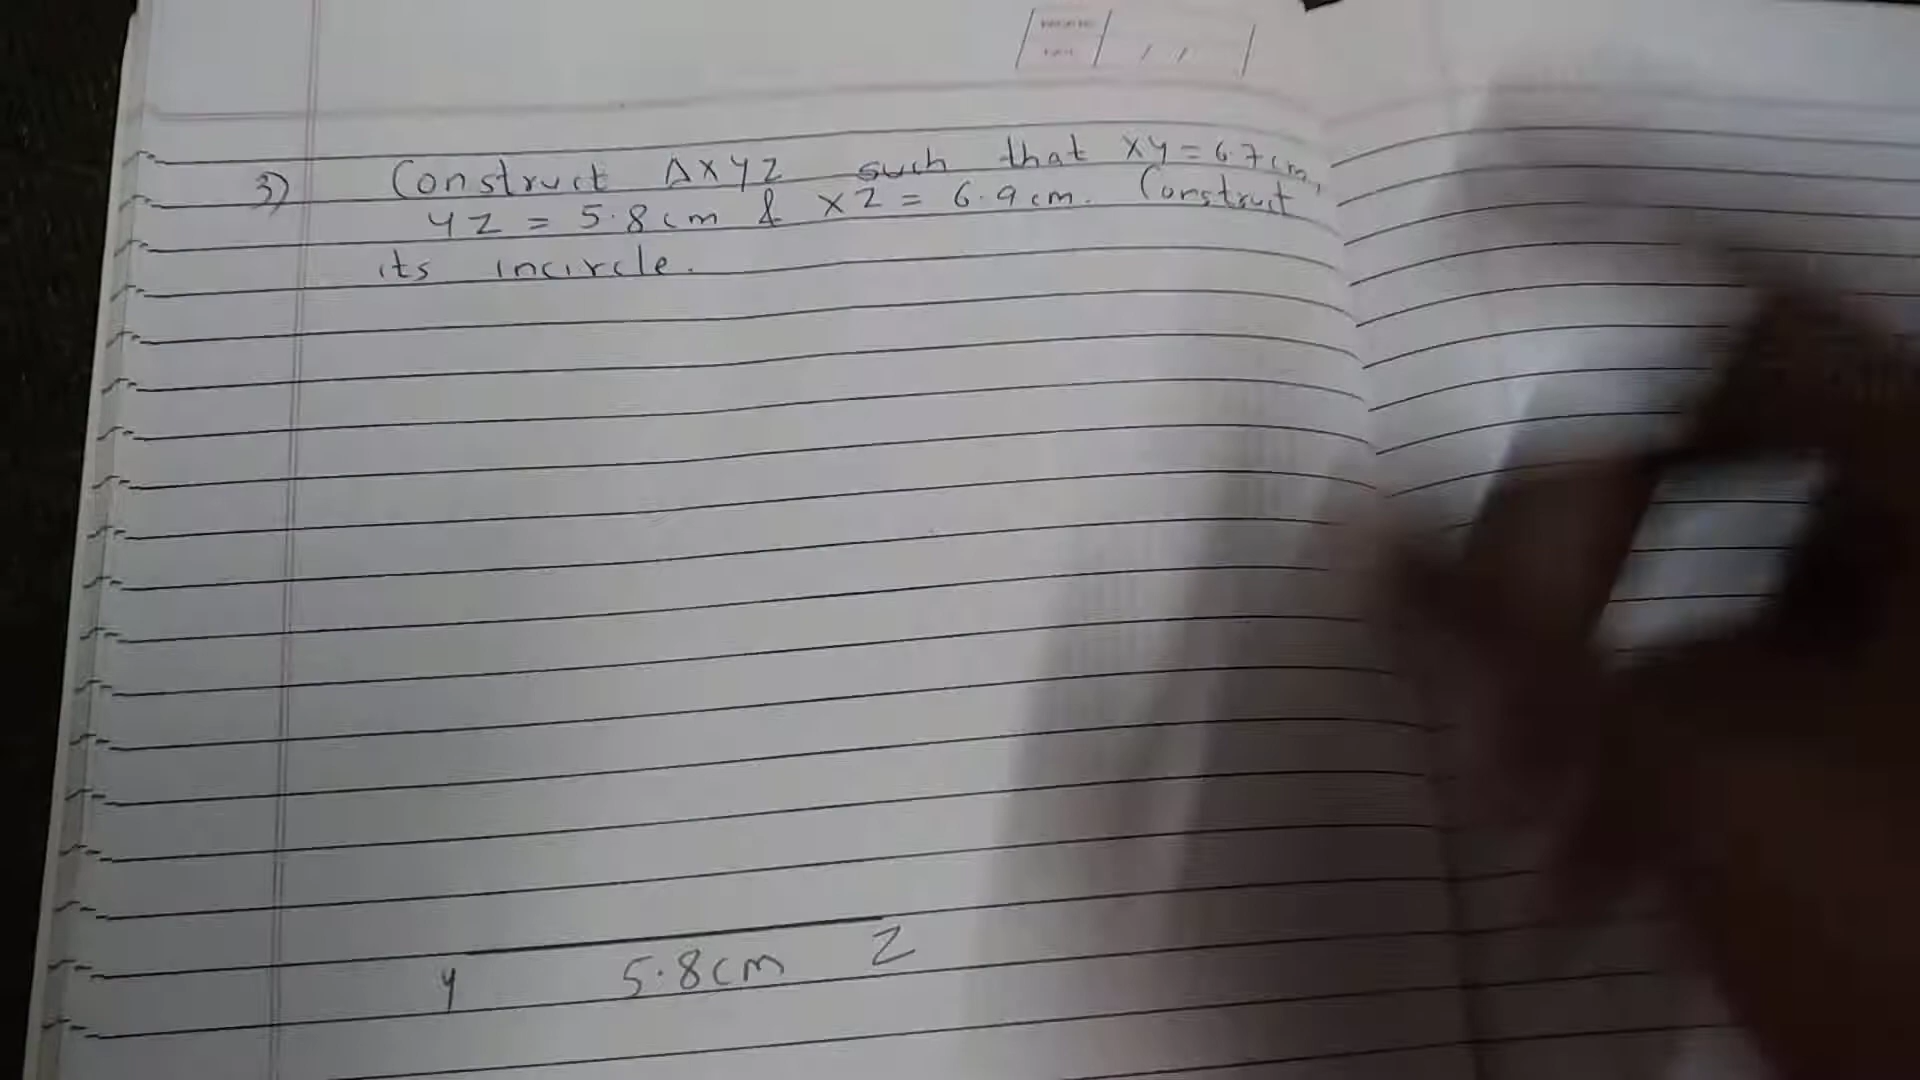 3) Construct ΔXYZ such that XY = 6.7cm,
YZ = 5.8cm & XZ = 6.9cm. Construct
its incircle.
Y 5.8cm Z